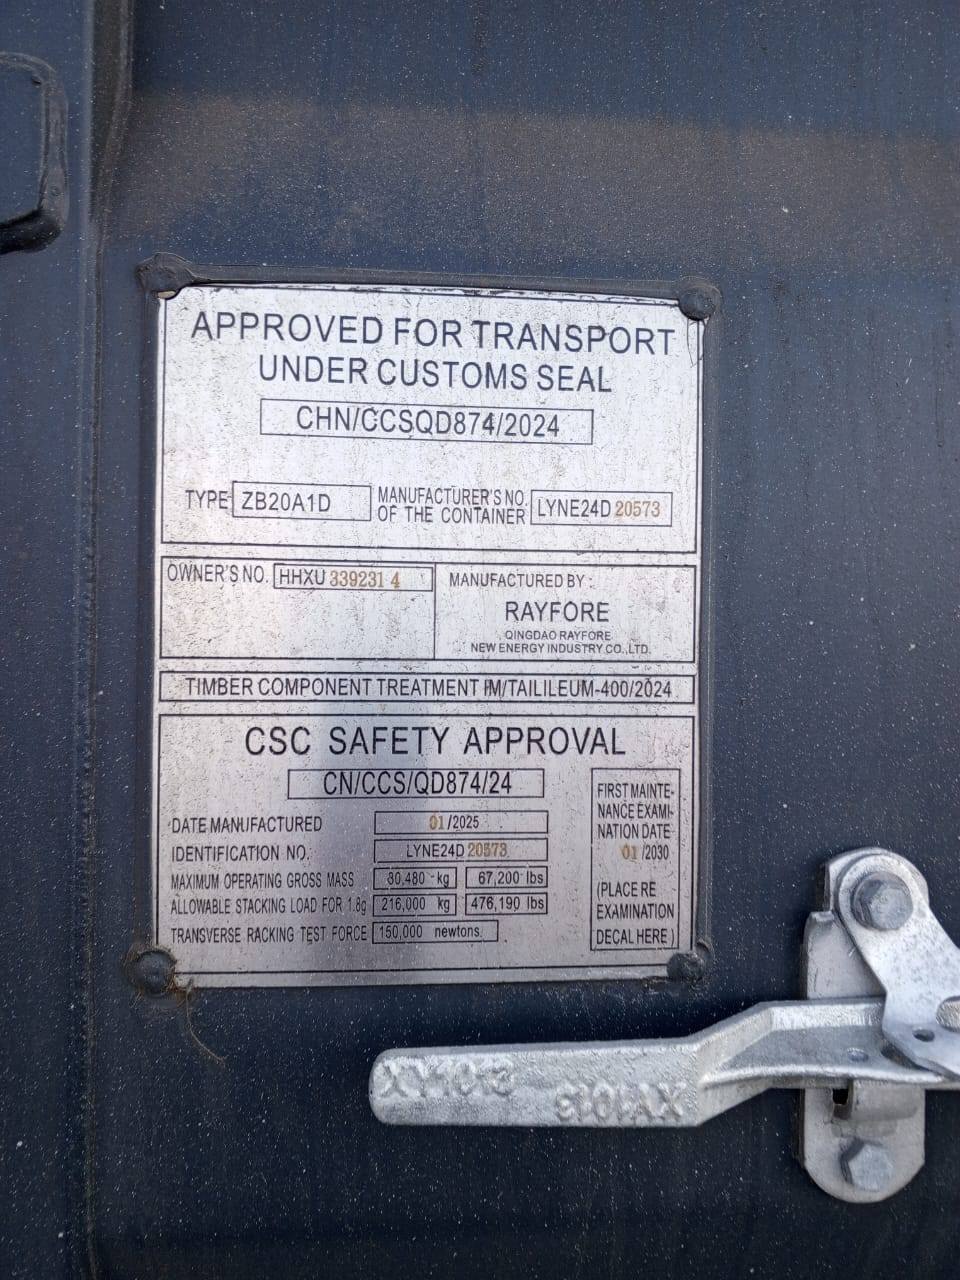 APPROVED FOR TRANSPORT
UNDER CUSTOMS SEAL
CHN/CCSQD874/2024
TYPE ZB20A1D MANUFACTURER'S NO. OF THE CONTAINER LYNE24D 20573
OWNER'S NO. HHXU 339231 4
MANUFACTURED BY :
RAYFORE
QINGDAO RAYFORE
NEW ENERGY INDUSTRY CO.,LTD.
TIMBER COMPONENT TREATMENT IM/TAILILEUM-400/2024
CSC SAFETY APPROVAL
CN/CCS/QD874/24
DATE MANUFACTURED 01/2025
IDENTIFICATION NO. LYNE24D 20573
MAXIMUM OPERATING GROSS MASS 30,480 kg 67,200 lbs
ALLOWABLE STACKING LOAD FOR 1.8g 216,000 kg 476,190 lbs
TRANSVERSE RACKING TEST FORCE 150,000 newtons.
FIRST MAINTE-
NANCE EXAMI-
NATION DATE
01 /2030
(PLACE RE
EXAMINATION
DECAL HERE )
XY1013
XY1013